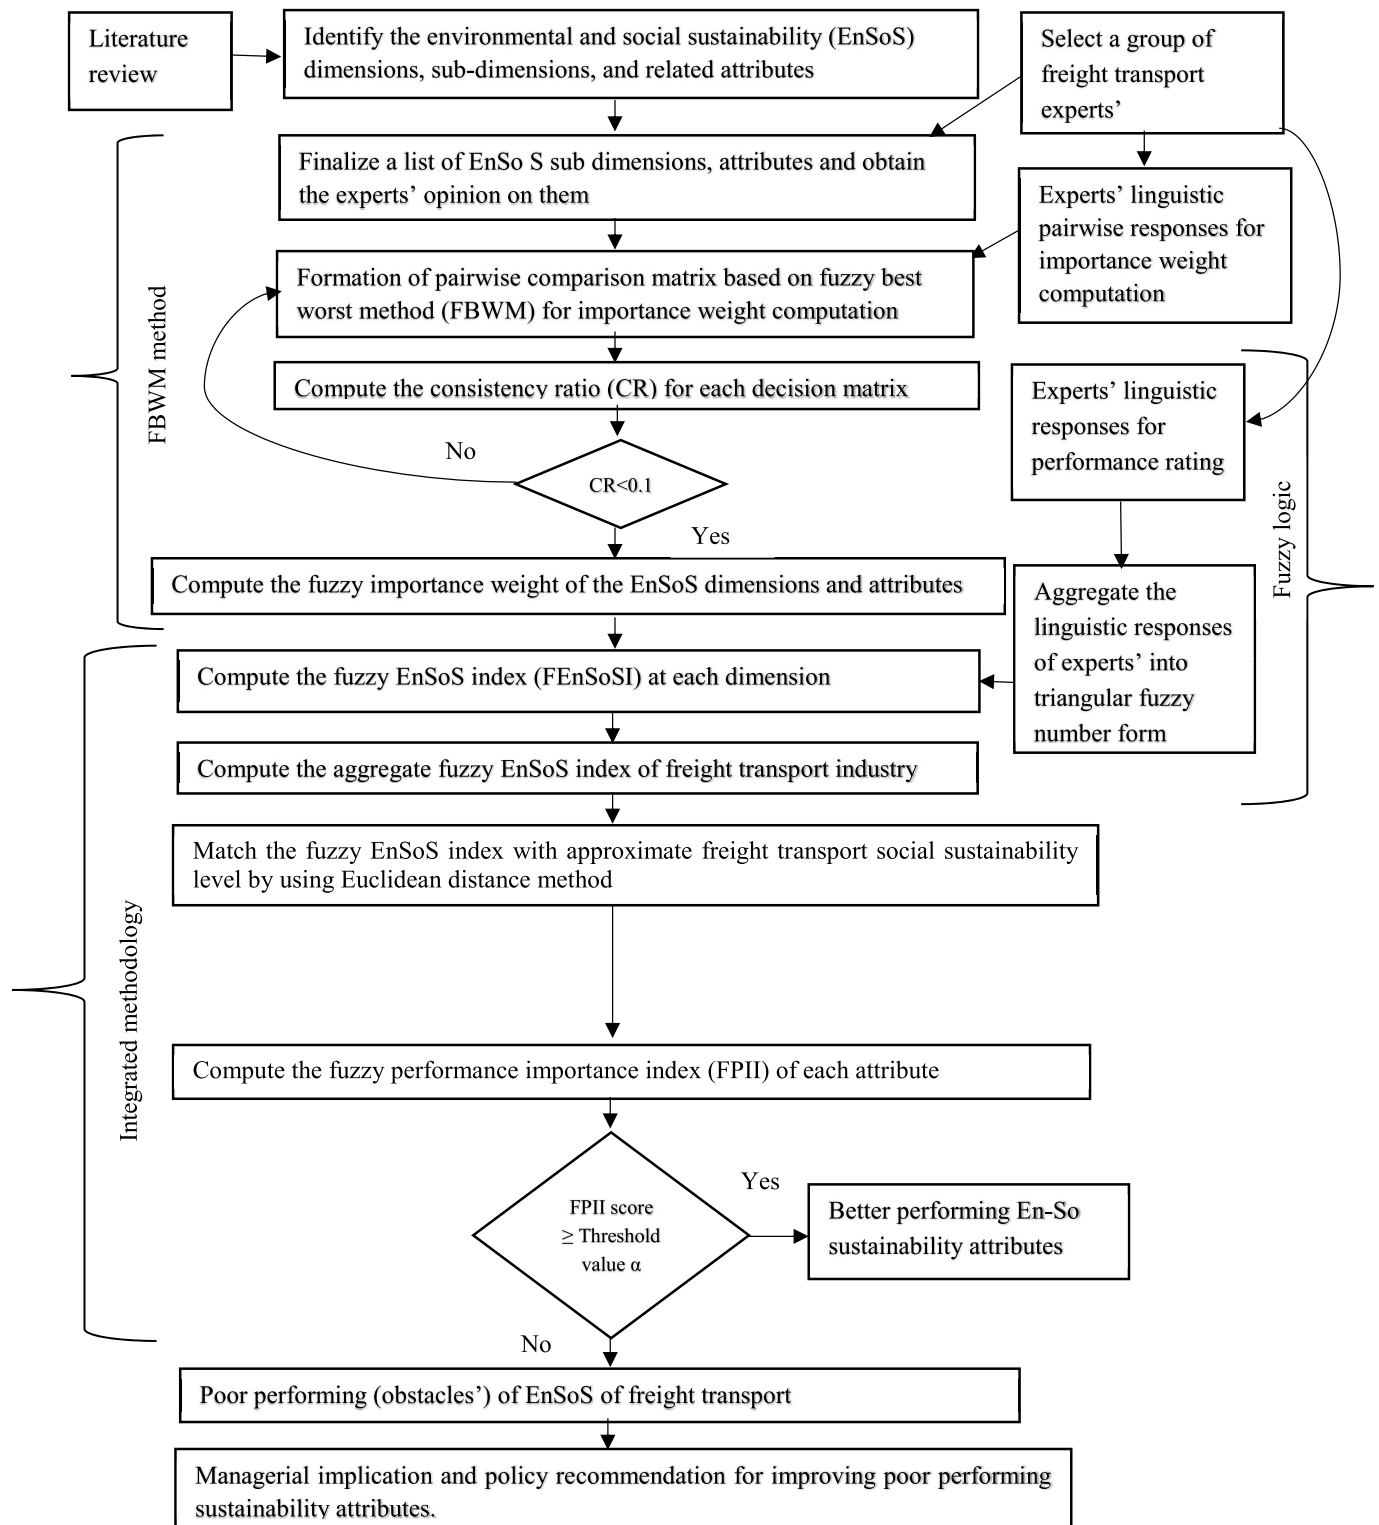 Literature
review
Identify the environmental and social sustainability (EnSoS)
dimensions, sub-dimensions, and related attributes
Select a group of
freight transport
experts’
Finalize a list of EnSo S sub dimensions, attributes and obtain
the experts’ opinion on them
Experts’ linguistic
pairwise responses for
importance weight
computation
Formation of pairwise comparison matrix based on fuzzy best
worst method (FBWM) for importance weight computation
FBWM method
Compute the consistency ratio (CR) for each decision matrix
Experts’ linguistic
responses for
performance rating
No
CR<0.1
Yes
Fuzzy logic
Compute the fuzzy importance weight of the EnSoS dimensions and attributes
Aggregate the
linguistic responses
of experts’ into
triangular fuzzy
number form
Compute the fuzzy EnSoS index (FEnSoSI) at each dimension
Compute the aggregate fuzzy EnSoS index of freight transport industry
Match the fuzzy EnSoS index with approximate freight transport social sustainability
level by using Euclidean distance method
Integrated methodology
Compute the fuzzy performance importance index (FPII) of each attribute
FPII score
≥ Threshold
value α
Yes
Better performing En-So
sustainability attributes
No
Poor performing (obstacles’) of EnSoS of freight transport
Managerial implication and policy recommendation for improving poor performing
sustainability attributes.